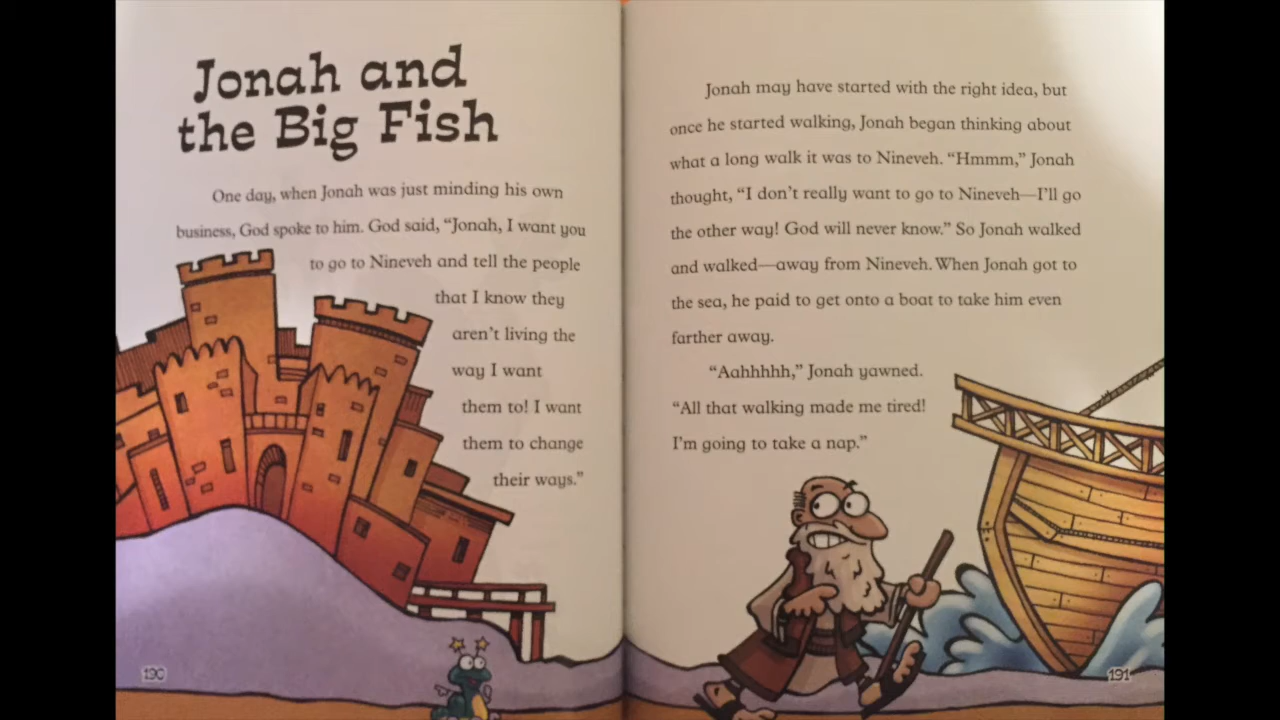 Jonah and
the Big Fish
One day, when Jonah was just minding his own
business, God spoke to him. God said, “Jonah, I want you
to go to Nineveh and tell the people
that I know they
aren’t living the
way I want
them to! I want
them to change
their ways.”
190
Jonah may have started with the right idea, but
once he started walking, Jonah began thinking about
what a long walk it was to Nineveh. “Hmmm,” Jonah
thought, “I don’t really want to go to Nineveh—I’ll go
the other way! God will never know.” So Jonah walked
and walked—away from Nineveh. When Jonah got to
the sea, he paid to get onto a boat to take him even
farther away.
“Aahhhhh,” Jonah yawned.
“All that walking made me tired!
I’m going to take a nap.”
191